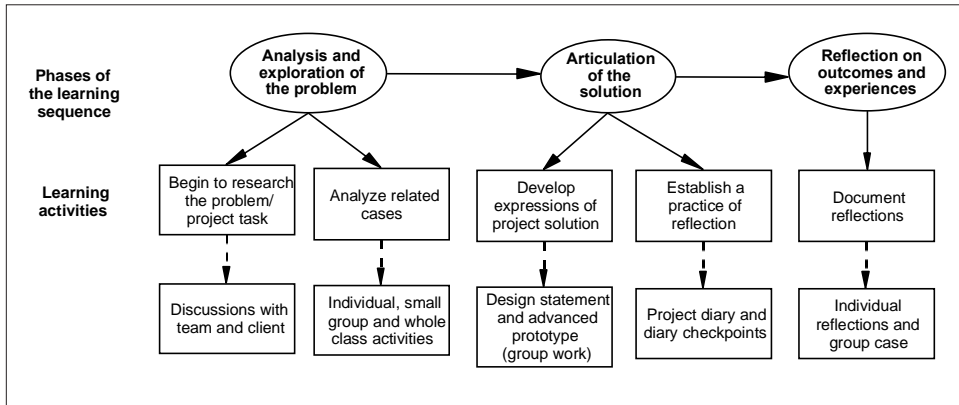 Phases of
the learning
sequence
Analysis and
exploration of
the problem
Articulation
of the
solution
Reflection on
outcomes and
experiences
Learning
activities
Begin to research
the problem/
project task
Analyze related
cases
Develop
expressions of
project solution
Establish a
practice of
reflection
Document
reflections
Discussions with
team and client
Individual, small
group and whole
class activities
Design statement
and advanced
prototype
(group work)
Project diary and
diary checkpoints
Individual
reflections and
group case